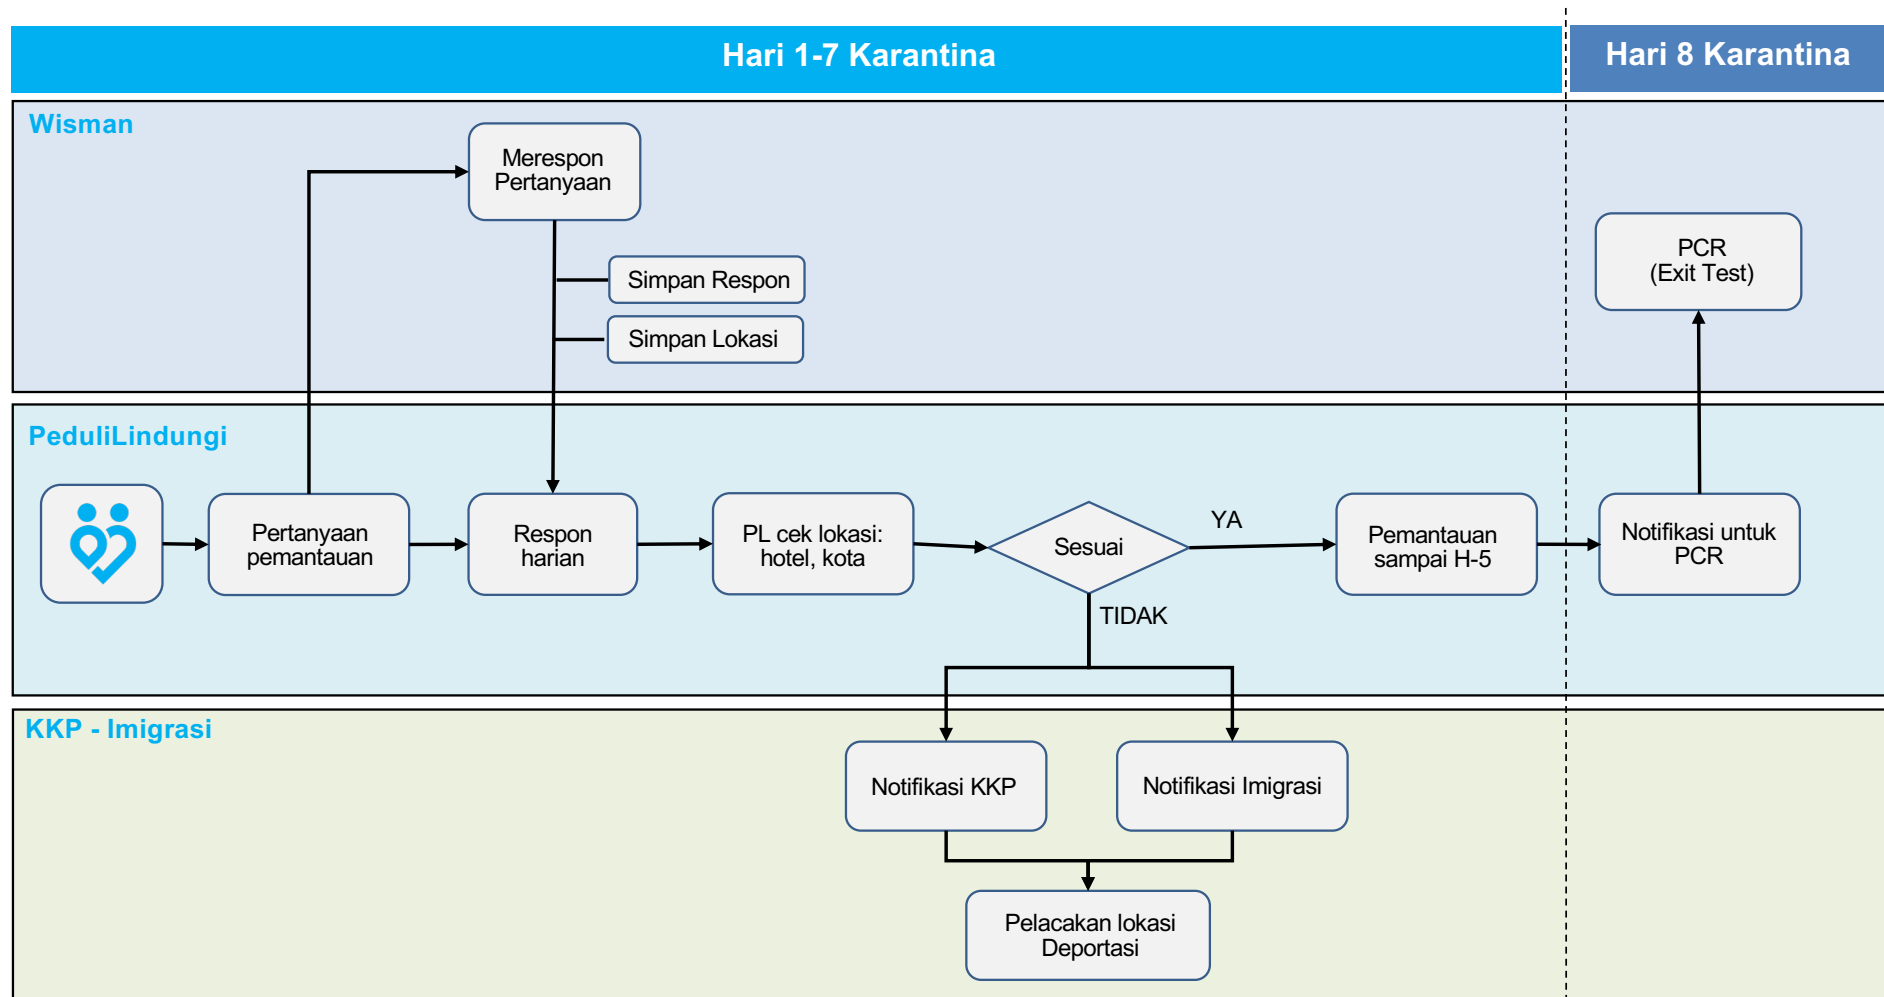 Hari 1-7 Karantina
Hari 8 Karantina
Wisman
Merespon
Pertanyaan
Simpan Respon
Simpan Lokasi
PCR
(Exit Test)
PeduliLindungi
Pertanyaan
pemantauan
Respon
harian
PL cek lokasi:
hotel, kota
Sesuai
YA
TIDAK
Pemantauan
sampai H-5
Notifikasi untuk
PCR
KKP - Imigrasi
Notifikasi KKP
Notifikasi Imigrasi
Pelacakan lokasi
Deportasi